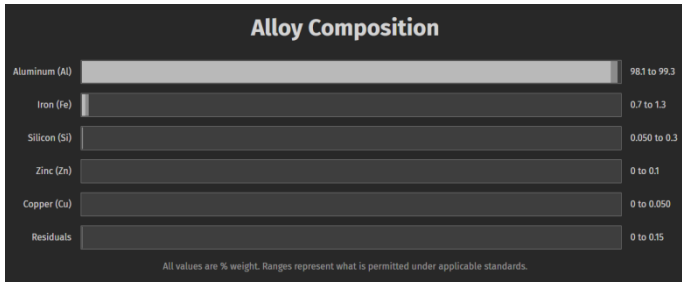 Alloy Composition
Aluminum (Al) 98.1 to 99.3
Iron (Fe) 0.7 to 1.3
Silicon (Si) 0.050 to 0.3
Zinc (Zn) 0 to 0.1
Copper (Cu) 0 to 0.050
Residuals 0 to 0.15
All values are % weight. Ranges represent what is permitted under applicable standards.